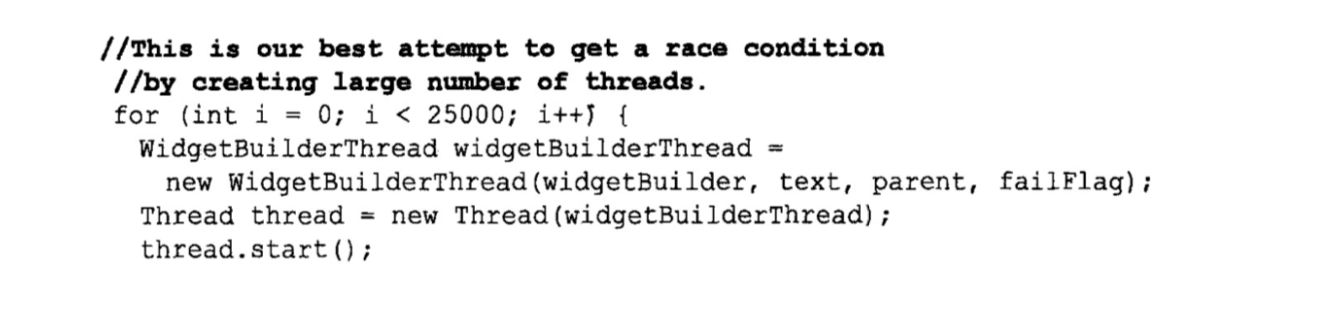 //This is our best attempt to get a race condition
//by creating large number of threads.
for (int i = 0; i < 25000; i++) {
WidgetBuilderThread widgetBuilderThread =
new WidgetBuilderThread(widgetBuilder, text, parent, failFlag);
Thread thread = new Thread(widgetBuilderThread);
thread.start();